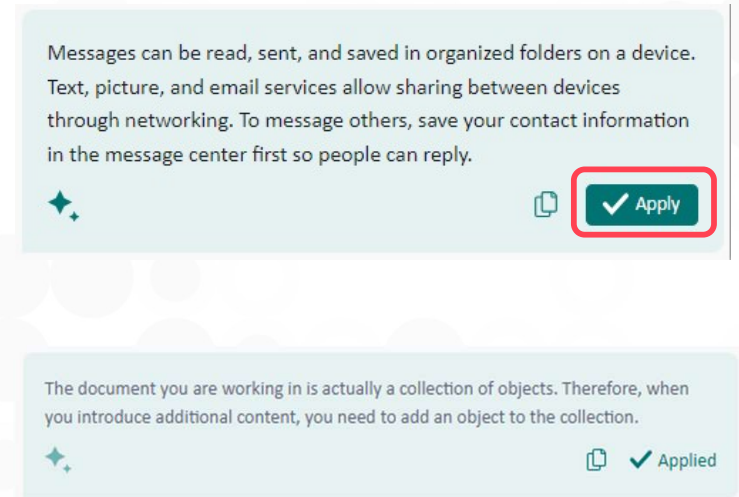 Messages can be read, sent, and saved in organized folders on a device.
Text, picture, and email services allow sharing between devices
through networking. To message others, save your contact information
in the message center first so people can reply.
Apply
The document you are working in is actually a collection of objects. Therefore, when
you introduce additional content, you need to add an object to the collection.
Applied